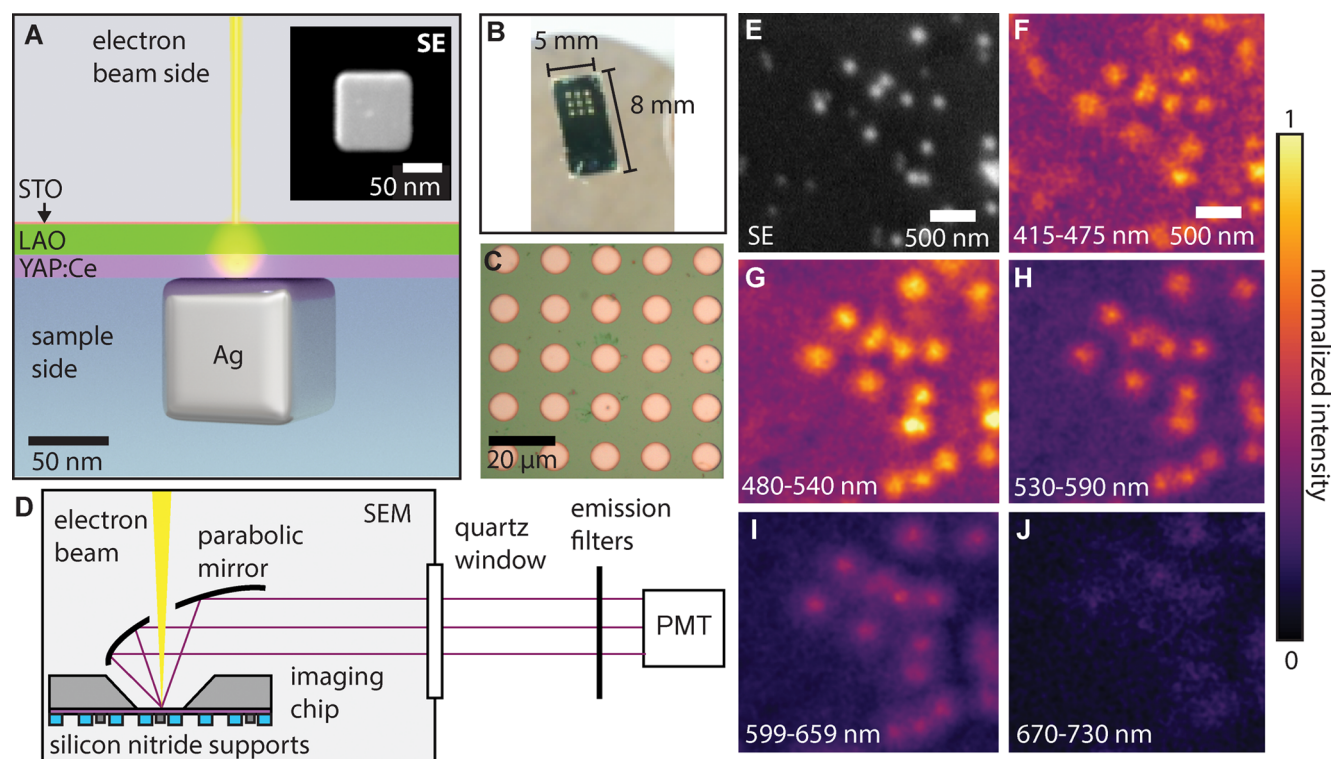 A
electron
beam side
SE
50 nm
STO
LAO
YAP:Ce
sample
side
Ag
50 nm
B
5 mm
8 mm
C
20 µm
D
electron
beam
parabolic
mirror
SEM
quartz
window
emission
filters
PMT
imaging
chip
silicon nitride supports
E
SE
500 nm
F
415-475 nm
500 nm
G
480-540 nm
H
530-590 nm
I
599-659 nm
J
670-730 nm
1
normalized intensity
0